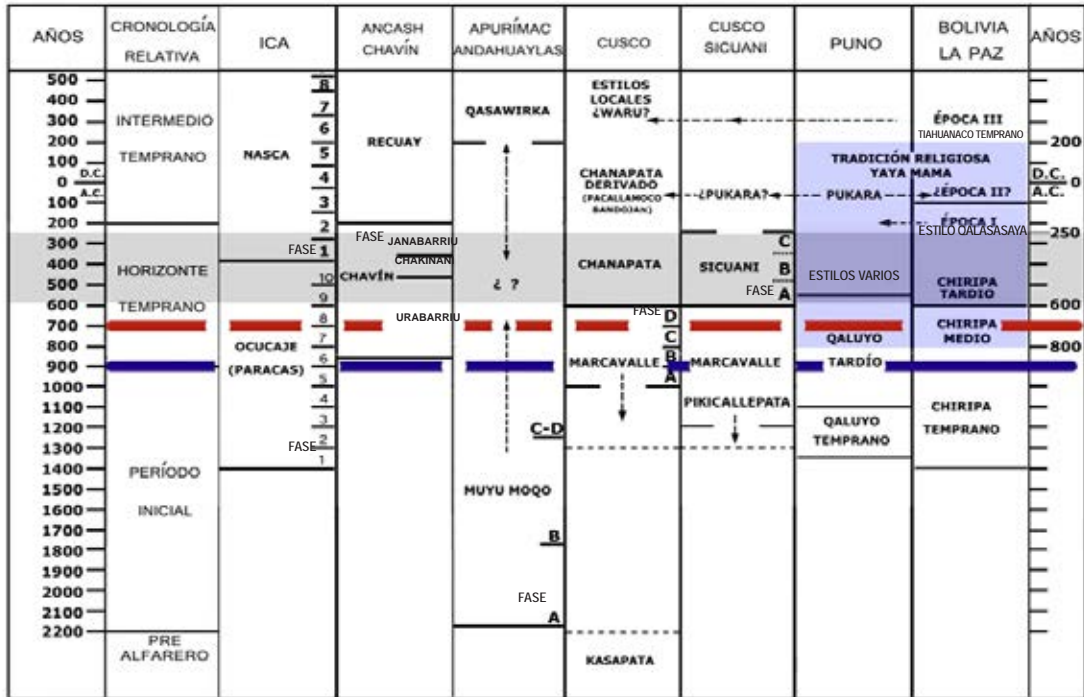 AÑOS
CRONOLOGÍA
RELATIVA
ICA
ANCASH
CHAVÍN
APURÍMAC
ANDAHUAYLAS
CUSCO
CUSCO
SICUANI
PUNO
BOLIVIA
LA PAZ
AÑOS
500
400
300
200
100
D.C.
0
A.C.
100
200
300
400
500
600
700
800
900
1000
1100
1200
1300
1400
1500
1600
1700
1800
1900
2000
2100
2200
INTERMEDIO
TEMPRANO
HORIZONTE
TEMPRANO
PERÍODO
INICIAL
PRE
ALFARERO
NASCA
8
7
6
5
4
3
2
FASE 1
10
9
8
7
6
5
4
3
FASE 2
1
OCUCAJE
(PARACAS)
RECUAY
FASE JANABARRIU
CHAKINANI
CHAVÍN
URABARRIU
QASAWIRKA
¿ ?
C-D
MUYU MOQO
B
FASE
A
ESTILOS
LOCALES
¿WARU?
CHANAPATA
DERIVADO
(PACALLAMOCO
BANDOJAN)
CHANAPATA
FASE D
C
B
A
MARCAVALLE
KASAPATA
¿PUKARA?
C
SICUANI
B
FASE A
MARCAVALLE
PIKICALLEPATA
TRADICIÓN RELIGIOSA
YAYA MAMA
PUKARA
ESTILOS VARIOS
QALUYO
TARDÍO
QALUYO
TEMPRANO
ÉPOCA III
TIAHUANACO TEMPRANO
¿ÉPOCA II?
ÉPOCA I
ESTILO QALASASAYA
CHIRIPA
TARDIO
CHIRIPA
MEDIO
CHIRIPA
TEMPRANO
200
D.C.
0
A.C.
250
600
800